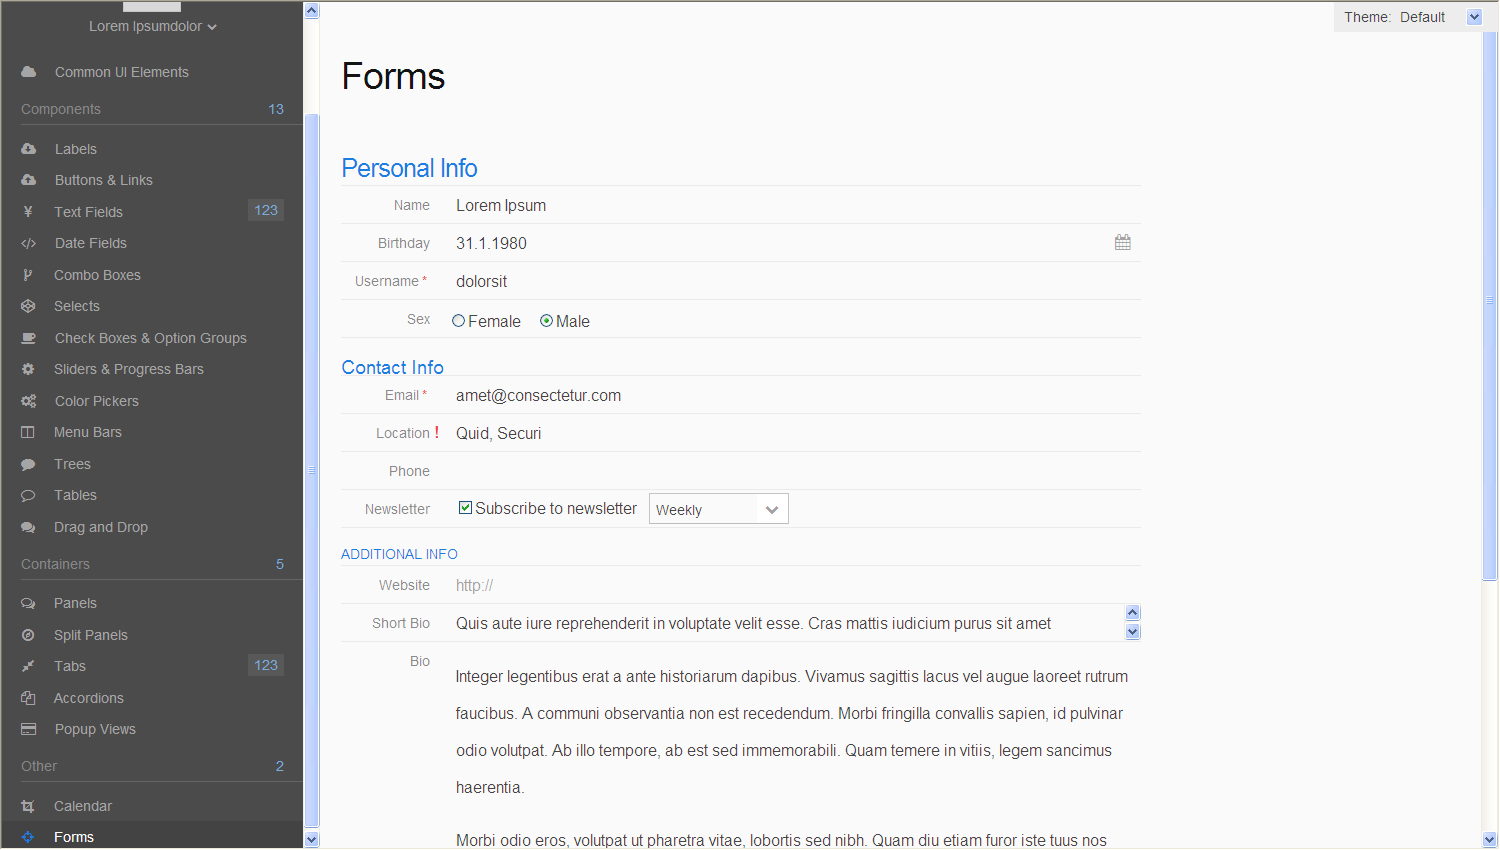 Lorem Ipsumdolor
Common UI Elements
Components 13
Labels
Buttons & Links
Text Fields 123
Date Fields
Combo Boxes
Selects
Check Boxes & Option Groups
Sliders & Progress Bars
Color Pickers
Menu Bars
Trees
Tables
Drag and Drop
Containers 5
Panels
Split Panels
Tabs 123
Accordions
Popup Views
Other 2
Calendar
Forms
Theme: Default
Forms
Personal Info
Name Lorem Ipsum
Birthday 31.1.1980
Username * dolorsit
Sex Female Male
Contact Info
Email * amet@consectetur.com
Location ! Quid, Securi
Phone
Newsletter Subscribe to newsletter Weekly
ADDITIONAL INFO
Website http://
Short Bio Quis aute iure reprehenderit in voluptate velit esse. Cras mattis iudicium purus sit amet
Bio
Integer legentibus erat a ante historiarum dapibus. Vivamus sagittis lacus vel augue laoreet rutrum
faucibus. A communi observantia non est recedendum. Morbi fringilla convallis sapien, id pulvinar
odio volutpat. Ab illo tempore, ab est sed immemorabili. Quam temere in vitiis, legem sancimus
haerentia.
Morbi odio eros, volutpat ut pharetra vitae, lobortis sed nibh. Quam diu etiam furor iste tuus nos